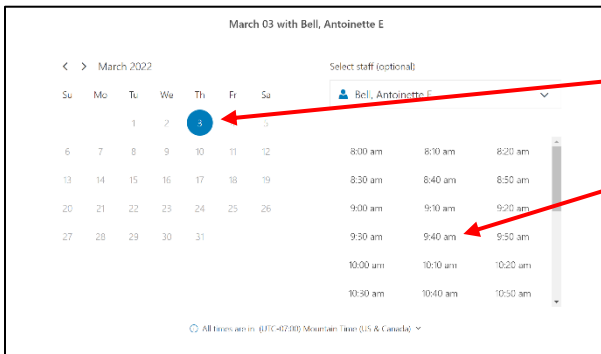 March 03 with Bell, Antoinette E
< > March 2022
Su Mo Tu We Th Fr Sa
1 2 3 5
6 7 8 9 10 11 12
13 14 15 16 17 18 19
20 21 22 23 24 25 26
27 28 29 30 31
Select staff (optional)
Bell, Antoinette E
8:00 am 8:10 am 8:20 am
8:30 am 8:40 am 8:50 am
9:00 am 9:10 am 9:20 am
9:30 am 9:40 am 9:50 am
10:00 am 10:10 am 10:20 am
10:30 am 10:40 am 10:50 am
All times are in (UTC-07:00) Mountain Time (US & Canada)